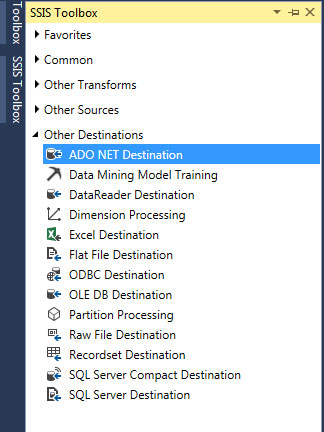 Toolbox
SSIS Toolbox
SSIS Toolbox
Favorites
Common
Other Transforms
Other Sources
Other Destinations
ADO NET Destination
Data Mining Model Training
DataReader Destination
Dimension Processing
Excel Destination
Flat File Destination
ODBC Destination
OLE DB Destination
Partition Processing
Raw File Destination
Recordset Destination
SQL Server Compact Destination
SQL Server Destination